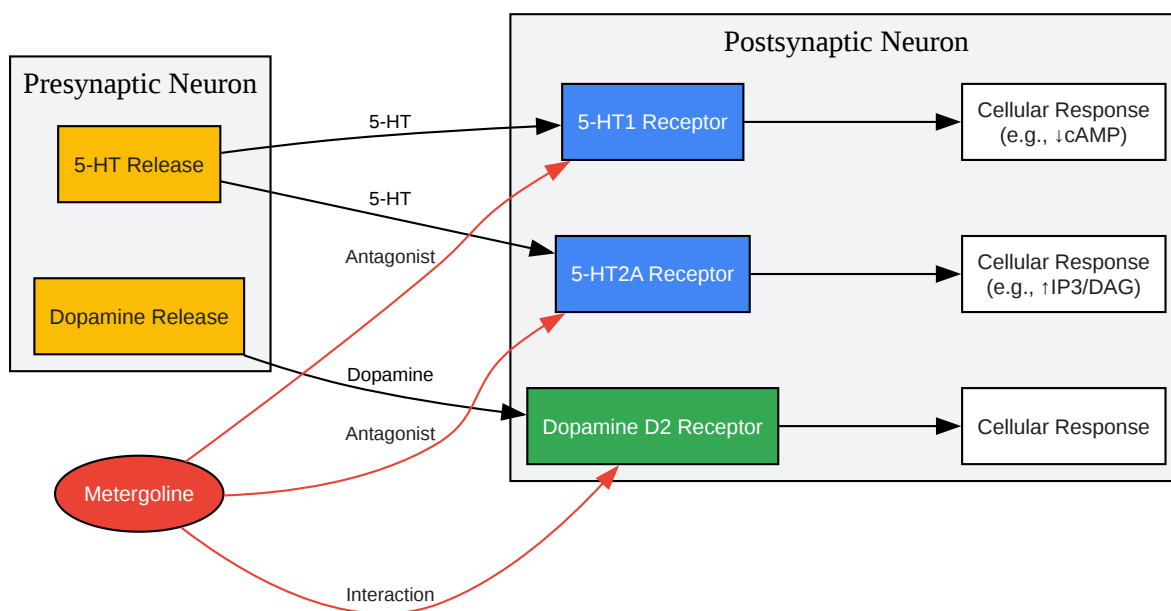 Presynaptic Neuron
5-HT Release
Dopamine Release
Metergoline
5-HT
5-HT
Antagonist
Dopamine
Antagonist
Interaction
Postsynaptic Neuron
5-HT1 Receptor
Cellular Response
(e.g., ↓cAMP)
5-HT2A Receptor
Cellular Response
(e.g., ↑IP3/DAG)
Dopamine D2 Receptor
Cellular Response